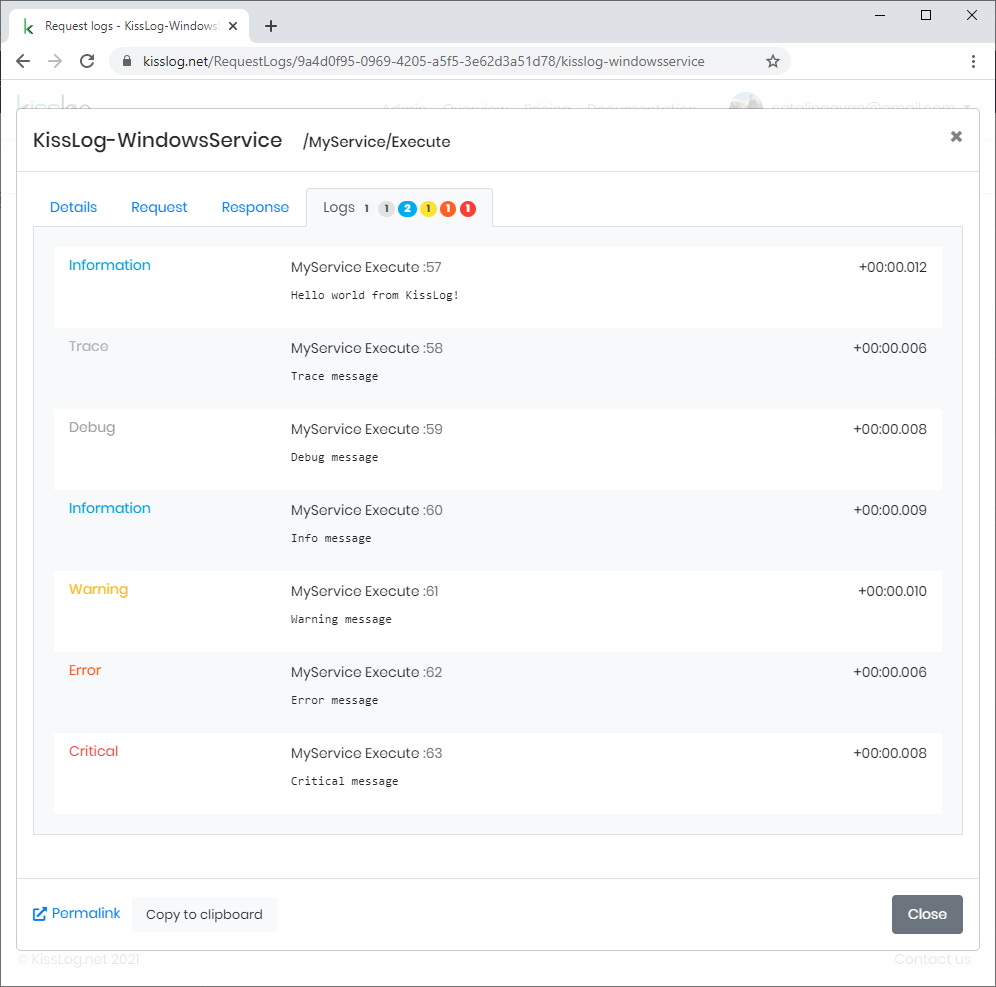 Request logs - KissLog-Windows
kisslog.net/RequestLogs/9a4d0f95-0969-4205-a5f5-3e62d3a51d78/kisslog-windowsservice
Admin Overview Pricing Documentation
KissLog-WindowsService /MyService/Execute
Details Request Response Logs 1 1 2 1 1 1
Information MyService Execute :57 +00:00.012
Hello world from KissLog!
Trace MyService Execute :58 +00:00.006
Trace message
Debug MyService Execute :59 +00:00.008
Debug message
Information MyService Execute :60 +00:00.009
Info message
Warning MyService Execute :61 +00:00.010
Warning message
Error MyService Execute :62 +00:00.006
Error message
Critical MyService Execute :63 +00:00.008
Critical message
Permalink Copy to clipboard Close
© KissLog.net 2021 Contact us